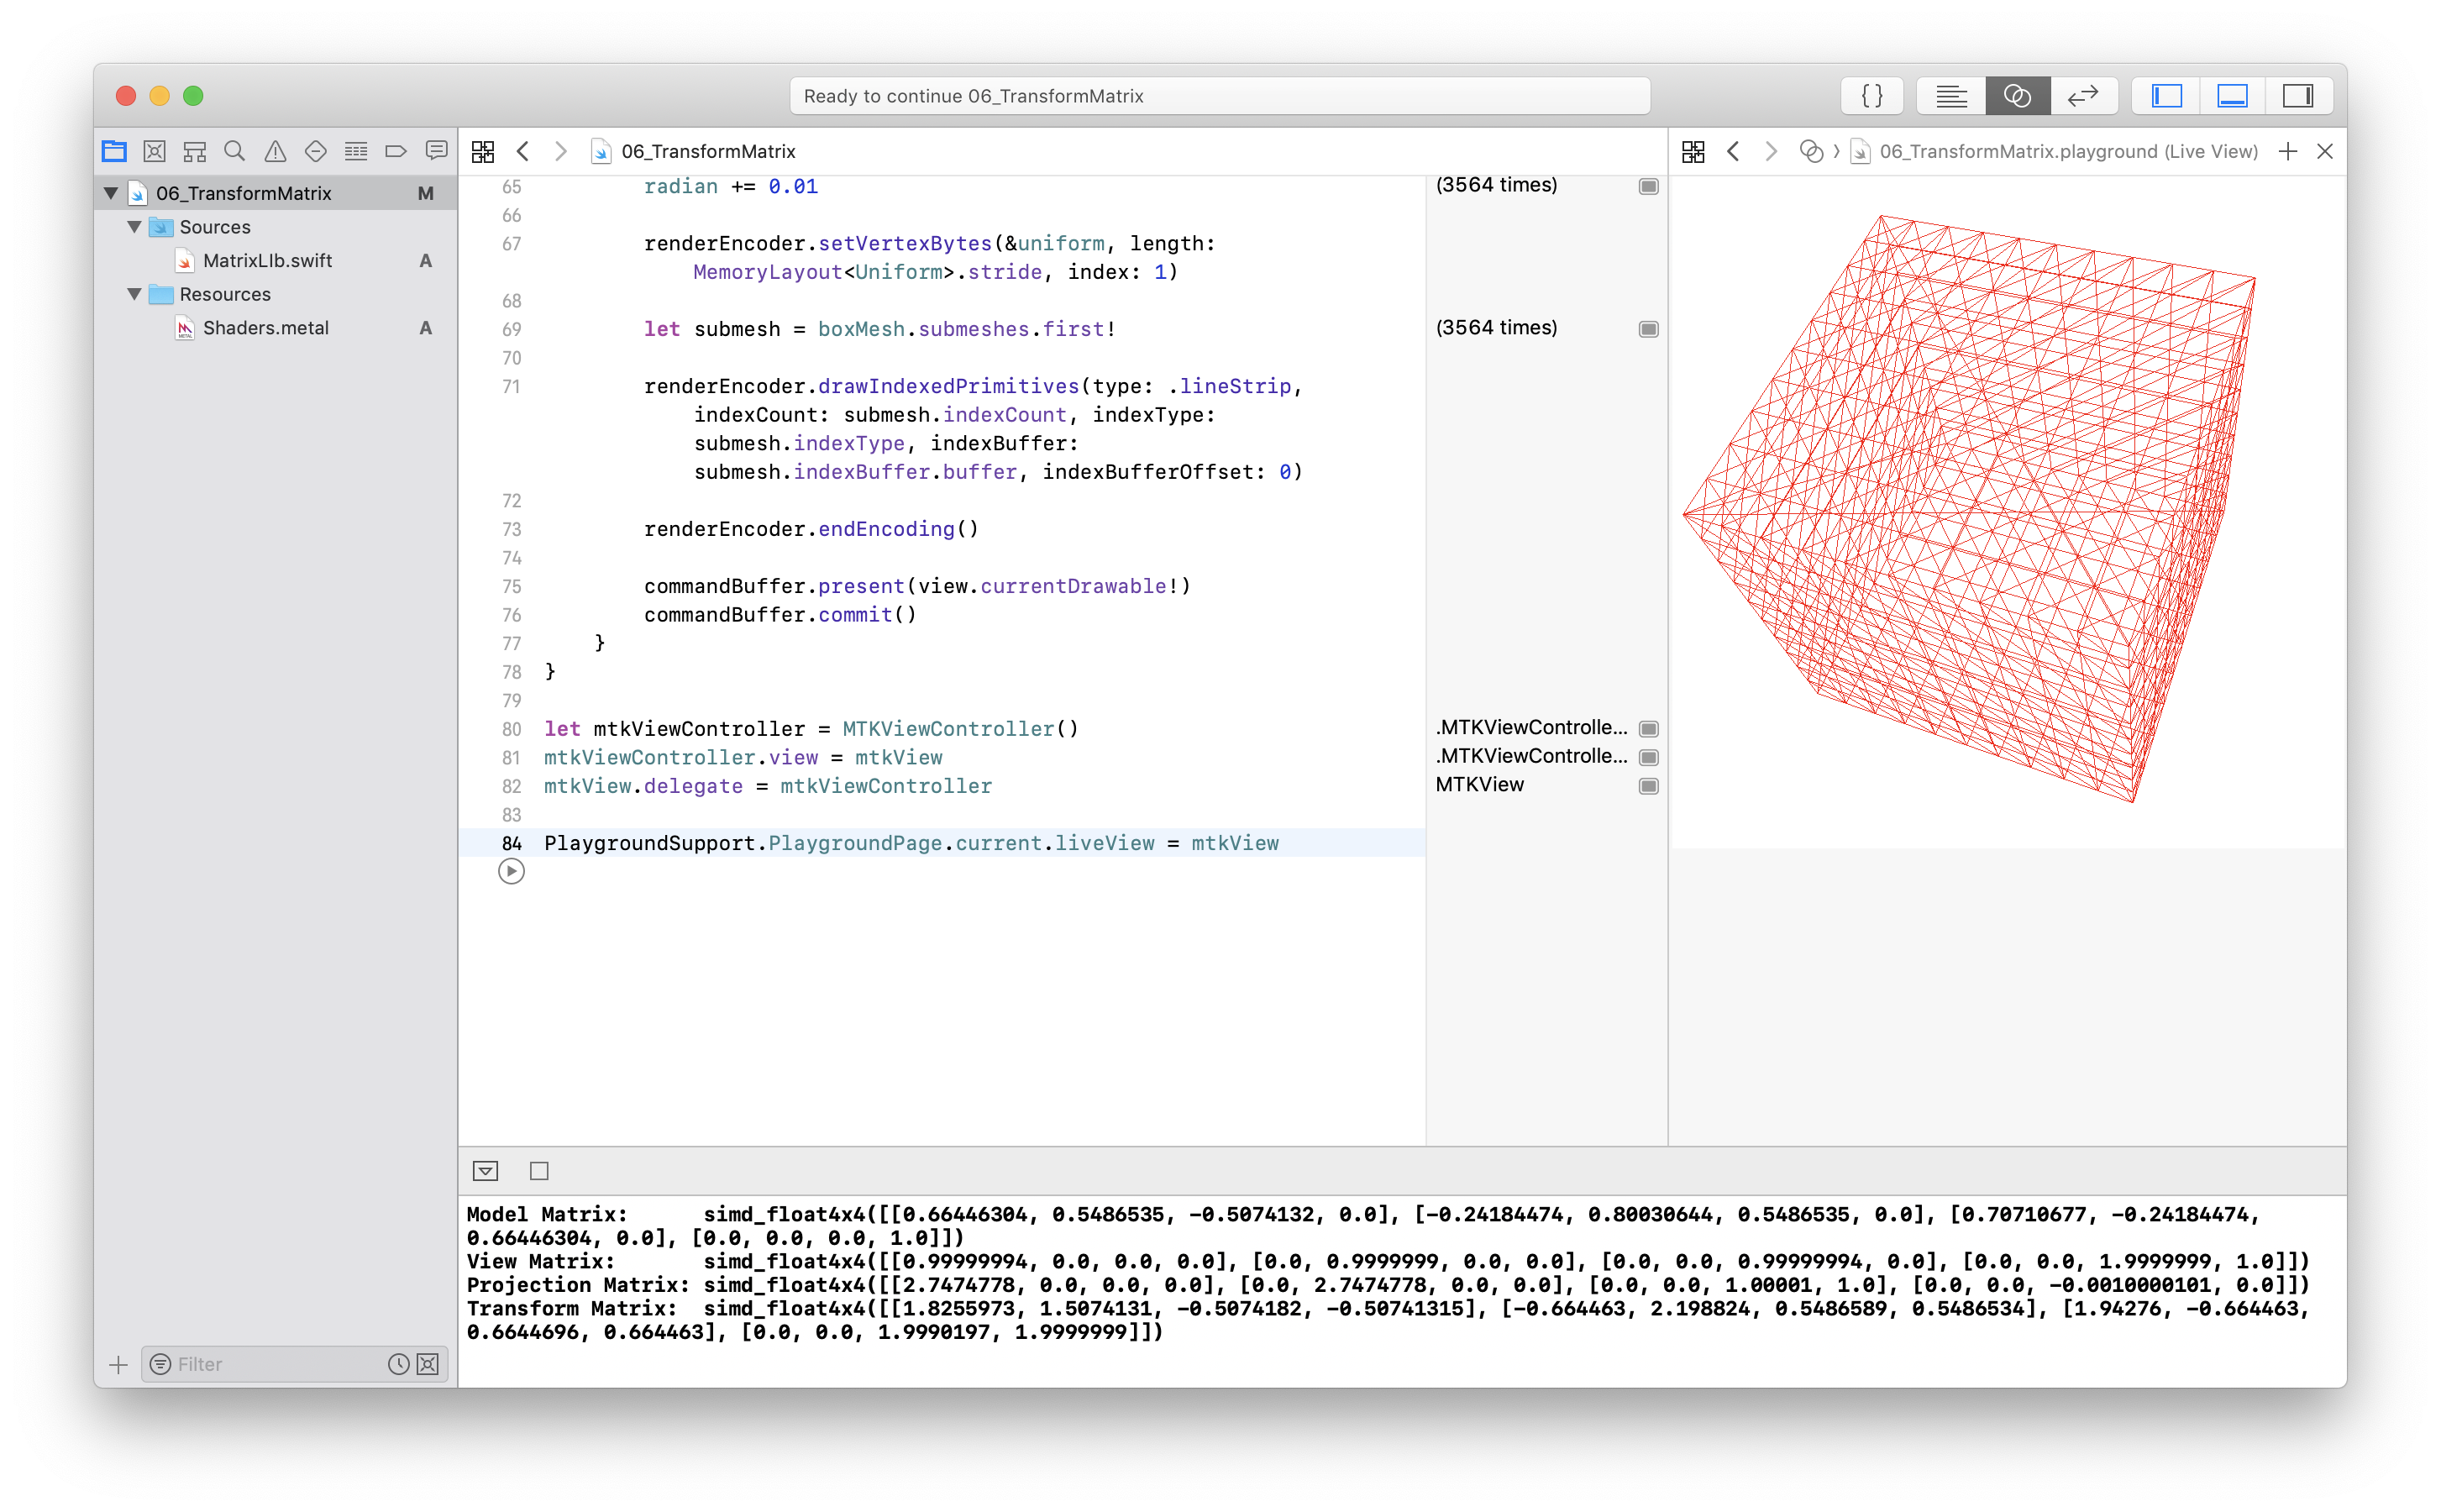 Ready to continue 06_TransformMatrix
{ }
06_TransformMatrix
06_TransformMatrix.playground (Live View)
06_TransformMatrix M
Sources
MatrixLIb.swift A
Resources
Shaders.metal A
65 radian += 0.01 (3564 times)
66
67 renderEncoder.setVertexBytes(&uniform, length:
MemoryLayout<Uniform>.stride, index: 1)
68
69 let submesh = boxMesh.submeshes.first! (3564 times)
70
71 renderEncoder.drawIndexedPrimitives(type: .lineStrip,
indexCount: submesh.indexCount, indexType:
submesh.indexType, indexBuffer:
submesh.indexBuffer.buffer, indexBufferOffset: 0)
72
73 renderEncoder.endEncoding()
74
75 commandBuffer.present(view.currentDrawable!)
76 commandBuffer.commit()
77 }
78 }
79
80 let mtkViewController = MTKViewController() .MTKViewControlle...
81 mtkViewController.view = mtkView .MTKViewControlle...
82 mtkView.delegate = mtkViewController MTKView
83
84 PlaygroundSupport.PlaygroundPage.current.liveView = mtkView
Model Matrix: simd_float4x4([[0.66446304, 0.5486535, -0.5074132, 0.0], [-0.24184474, 0.80030644, 0.5486535, 0.0], [0.70710677, -0.24184474,
0.66446304, 0.0], [0.0, 0.0, 0.0, 1.0]])
View Matrix: simd_float4x4([[0.99999994, 0.0, 0.0, 0.0], [0.0, 0.9999999, 0.0, 0.0], [0.0, 0.0, 0.99999994, 0.0], [0.0, 0.0, 1.9999999, 1.0]])
Projection Matrix: simd_float4x4([[2.7474778, 0.0, 0.0, 0.0], [0.0, 2.7474778, 0.0, 0.0], [0.0, 0.0, 1.00001, 1.0], [0.0, 0.0, -0.0010000101, 0.0]])
Transform Matrix: simd_float4x4([[1.8255973, 1.5074131, -0.5074182, -0.50741315], [-0.664463, 2.198824, 0.5486589, 0.5486534], [1.94276, -0.664463,
0.6644696, 0.664463], [0.0, 0.0, 1.9990197, 1.9999999]])
Filter